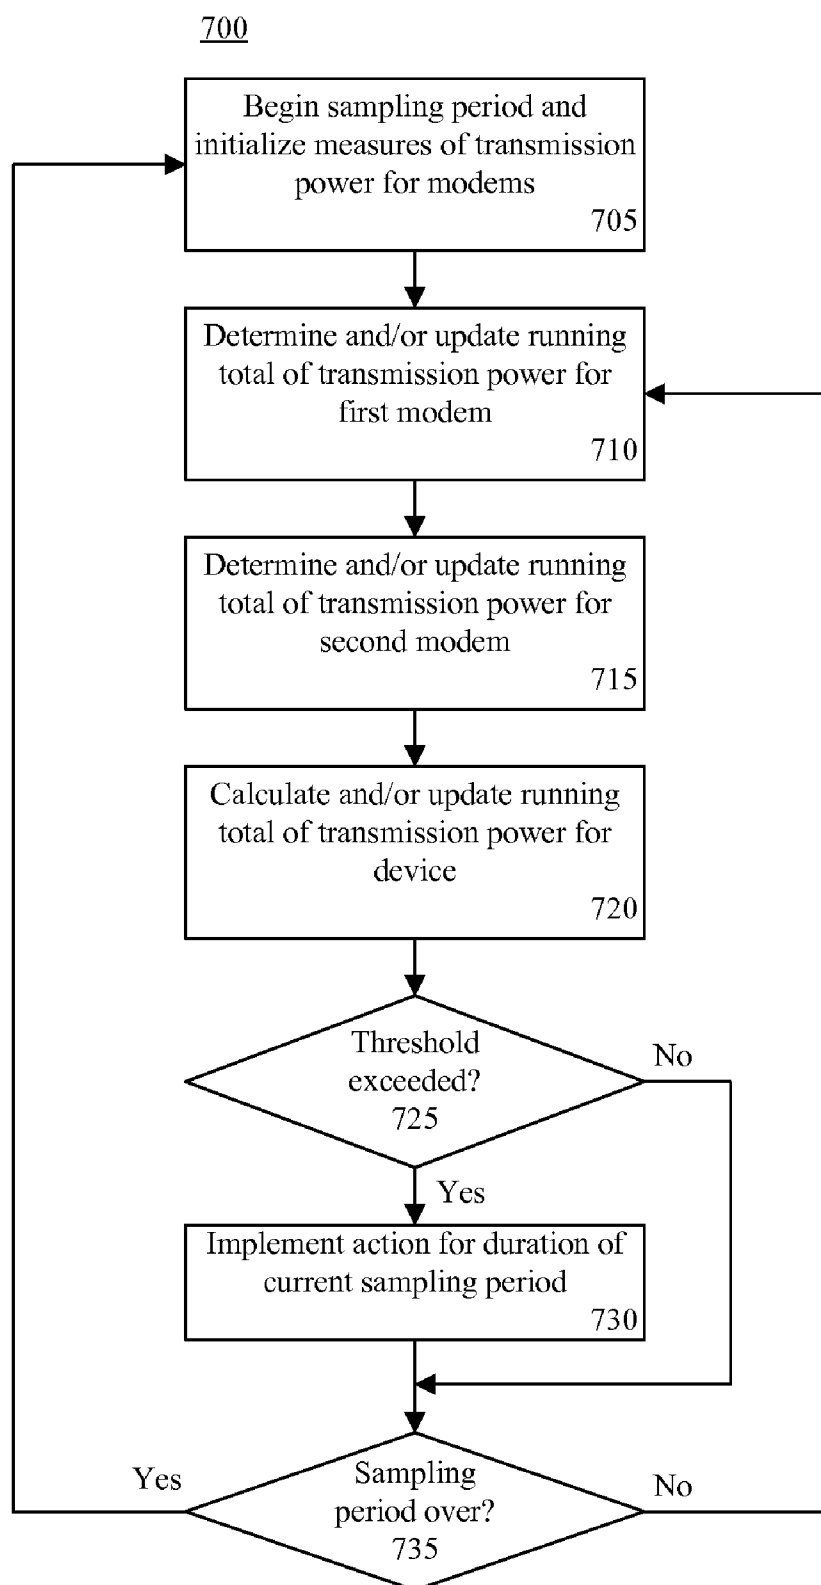 700
Begin sampling period and
initialize measures of transmission
power for modems
705
Determine and/or update running
total of transmission power for
first modem
710
Determine and/or update running
total of transmission power for
second modem
715
Calculate and/or update running
total of transmission power for
device
720
Threshold
exceeded?
725
No
Yes
Implement action for duration of
current sampling period
730
Yes
Sampling
period over?
735
No